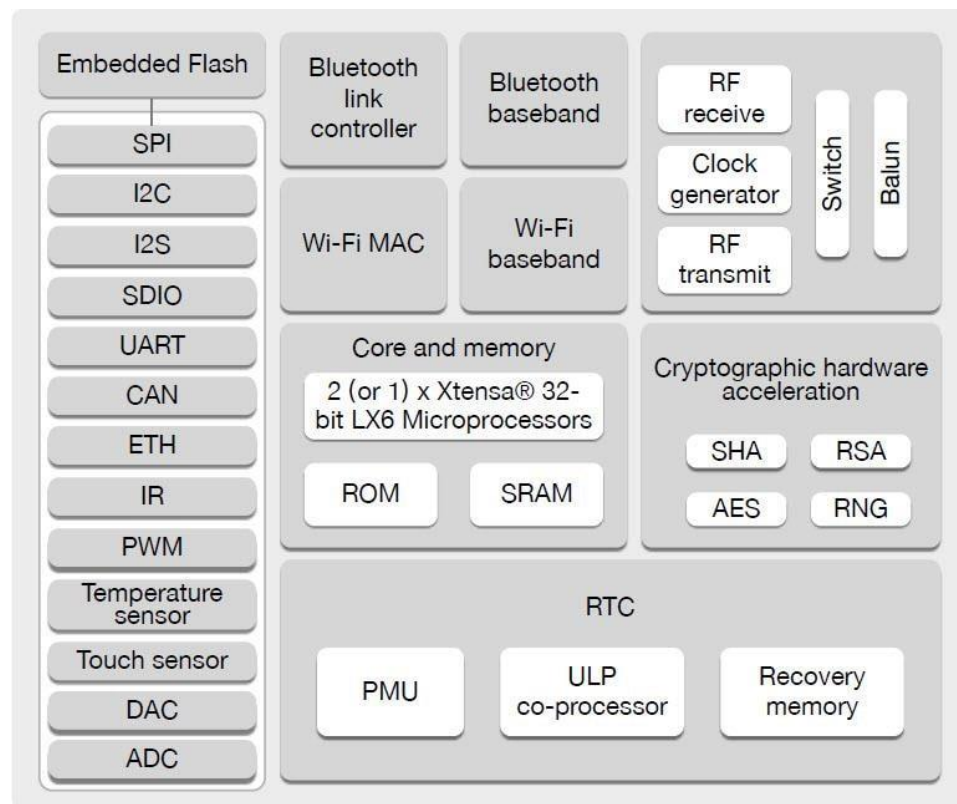 Embedded Flash
SPI
I2C
I2S
SDIO
UART
CAN
ETH
IR
PWM
Temperature
sensor
Touch sensor
DAC
ADC
Bluetooth
link
controller
Bluetooth
baseband
Wi-Fi MAC
Wi-Fi
baseband
RF
receive
Clock
generator
RF
transmit
Switch
Balun
Core and memory
2 (or 1) x Xtensa® 32-
bit LX6 Microprocessors
ROM
SRAM
Cryptographic hardware
acceleration
SHA
RSA
AES
RNG
RTC
PMU
ULP
co-processor
Recovery
memory